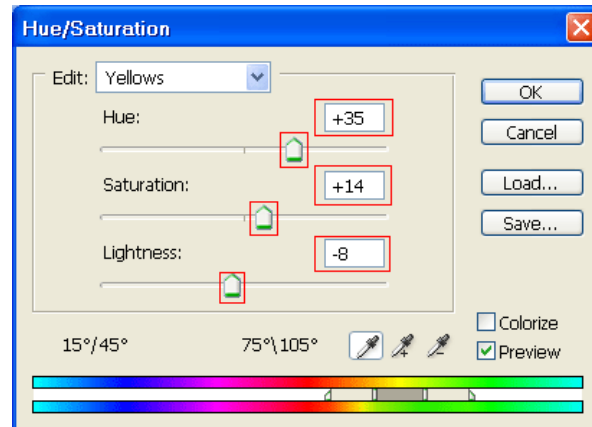 Hue/Saturation
Edit: Yellows
OK
Hue: +35
Cancel
Saturation: +14
Load...
Save...
Lightness: -8
Colorize
15°/45° 75°\105°
Preview